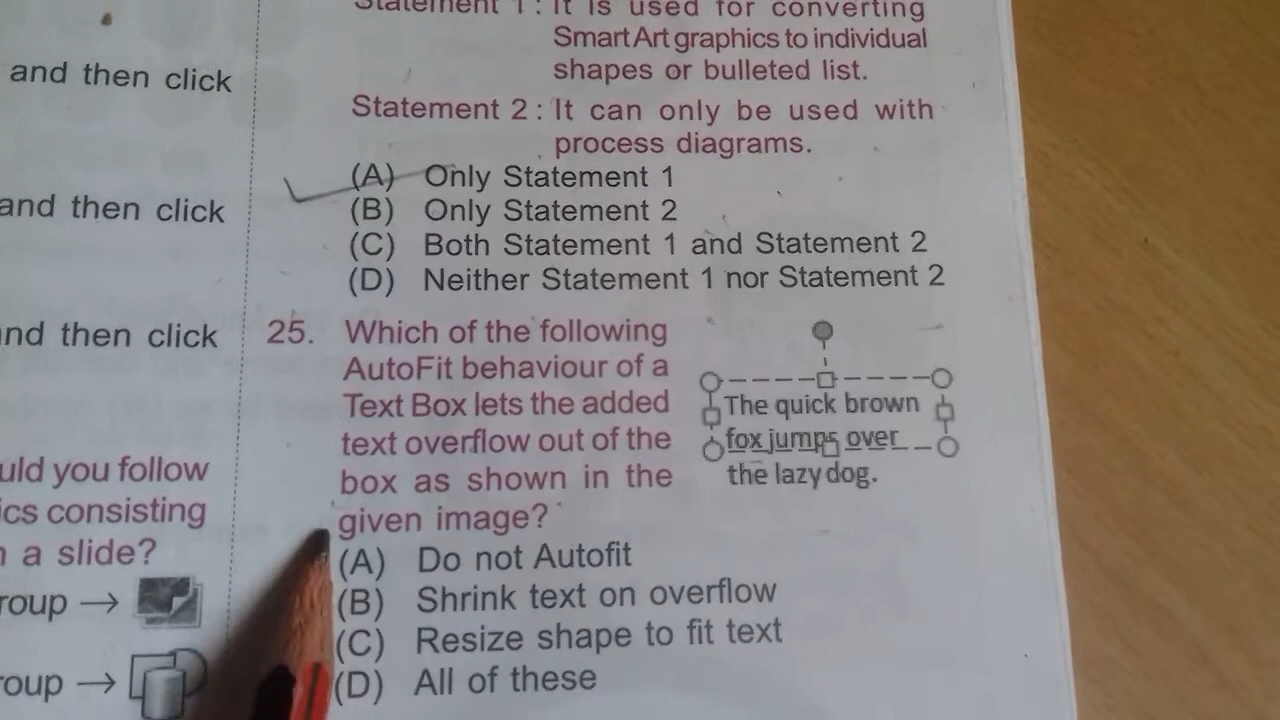 and then click
and then click
nd then click
uld you follow
ics consisting
a slide?
roup →
oup →
Statement 1 : It is used for converting
SmartArt graphics to individual
shapes or bulleted list.
Statement 2 : It can only be used with
process diagrams.
(A) Only Statement 1
(B) Only Statement 2
(C) Both Statement 1 and Statement 2
(D) Neither Statement 1 nor Statement 2
25. Which of the following
AutoFit behaviour of a
Text Box lets the added
text overflow out of the
box as shown in the
given image?
The quick brown
fox jumps over
the lazy dog.
(A) Do not Autofit
(B) Shrink text on overflow
(C) Resize shape to fit text
(D) All of these